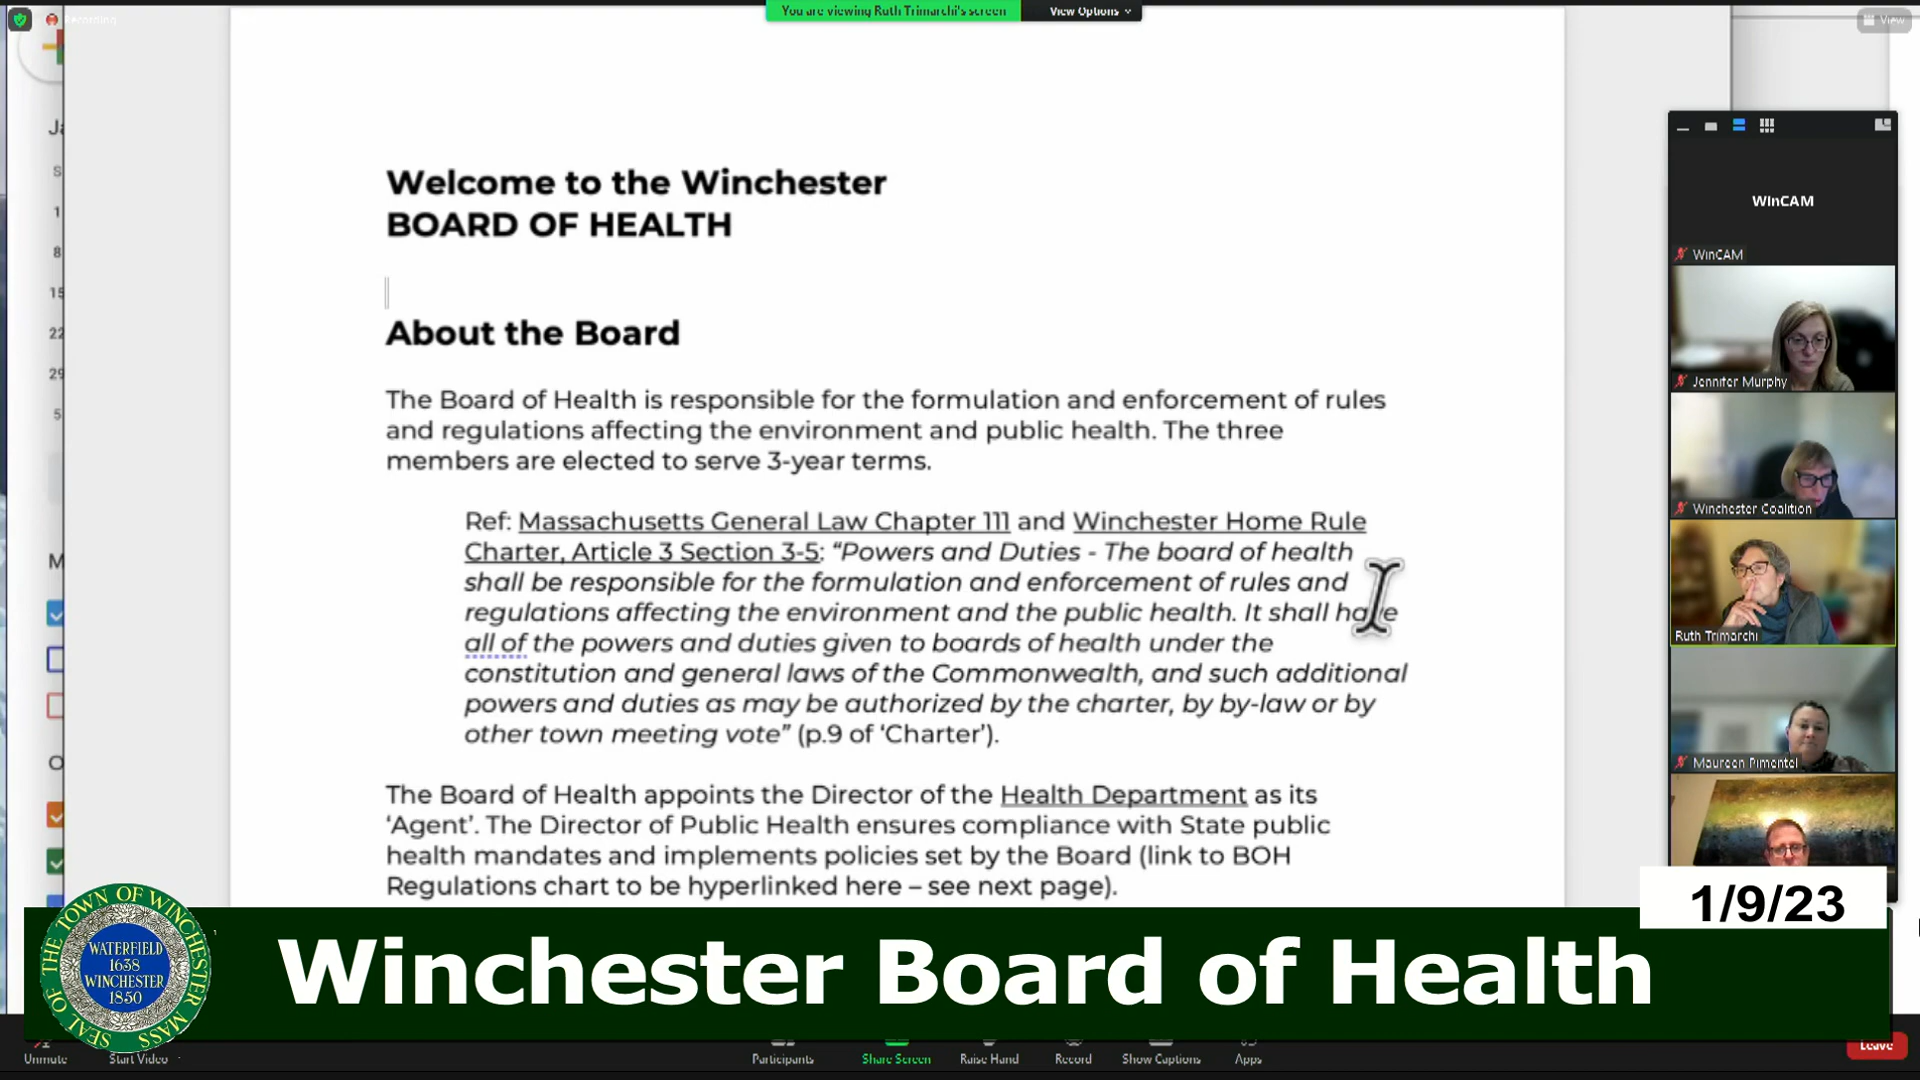 Recording
You are viewing Ruth Trimarchi's screen
View Options
View
Ja
S
1
8
15
22
29
5
M
O
Welcome to the Winchester
BOARD OF HEALTH
About the Board
The Board of Health is responsible for the formulation and enforcement of rules
and regulations affecting the environment and public health. The three
members are elected to serve 3-year terms.
Ref: Massachusetts General Law Chapter 111 and Winchester Home Rule
Charter, Article 3 Section 3-5: “Powers and Duties - The board of health
shall be responsible for the formulation and enforcement of rules and
regulations affecting the environment and the public health. It shall have
all of the powers and duties given to boards of health under the
constitution and general laws of the Commonwealth, and such additional
powers and duties as may be authorized by the charter, by by-law or by
other town meeting vote” (p.9 of ‘Charter’).
The Board of Health appoints the Director of the Health Department as its
‘Agent’. The Director of Public Health ensures compliance with State public
health mandates and implements policies set by the Board (link to BOH
Regulations chart to be hyperlinked here – see next page).
WinCAM
WinCAM
Jennifer Murphy
Winchester Coalition
Ruth Trimarchi
Maureen Pimentel
1/9/23
THE TOWN OF WINCHESTER MASS SEAL OF
WATERFIELD
1638
WINCHESTER
1850
Winchester Board of Health
Unmute
Start Video
Participants
Share Screen
Raise Hand
Record
Show Captions
Apps
Leave